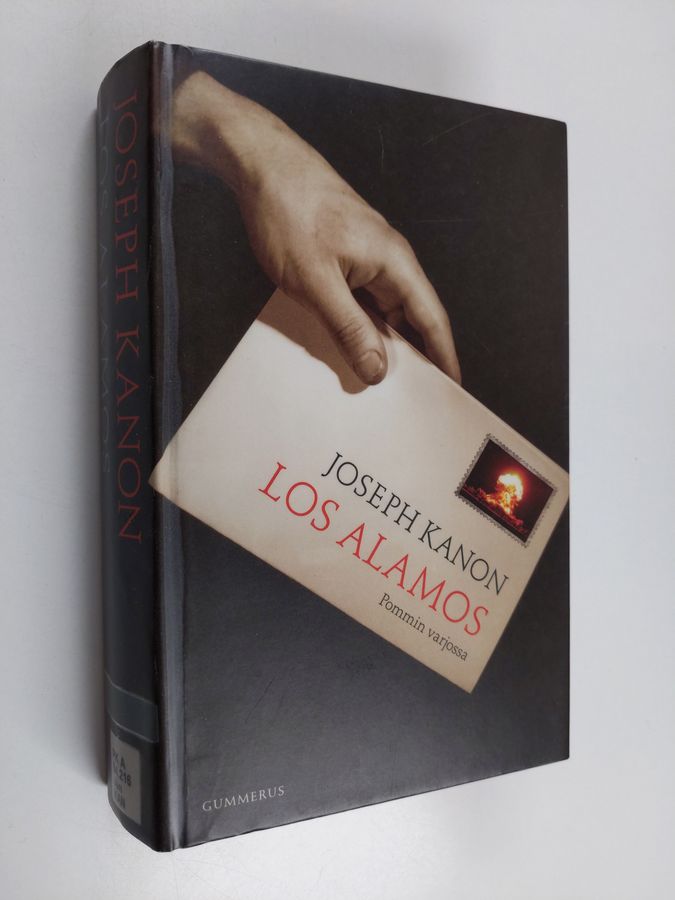 JOSEPH KANON
LOS ALAMOS
JOSEPH KANON
LOS ALAMOS
Pommin varjossa
GUMMERUS